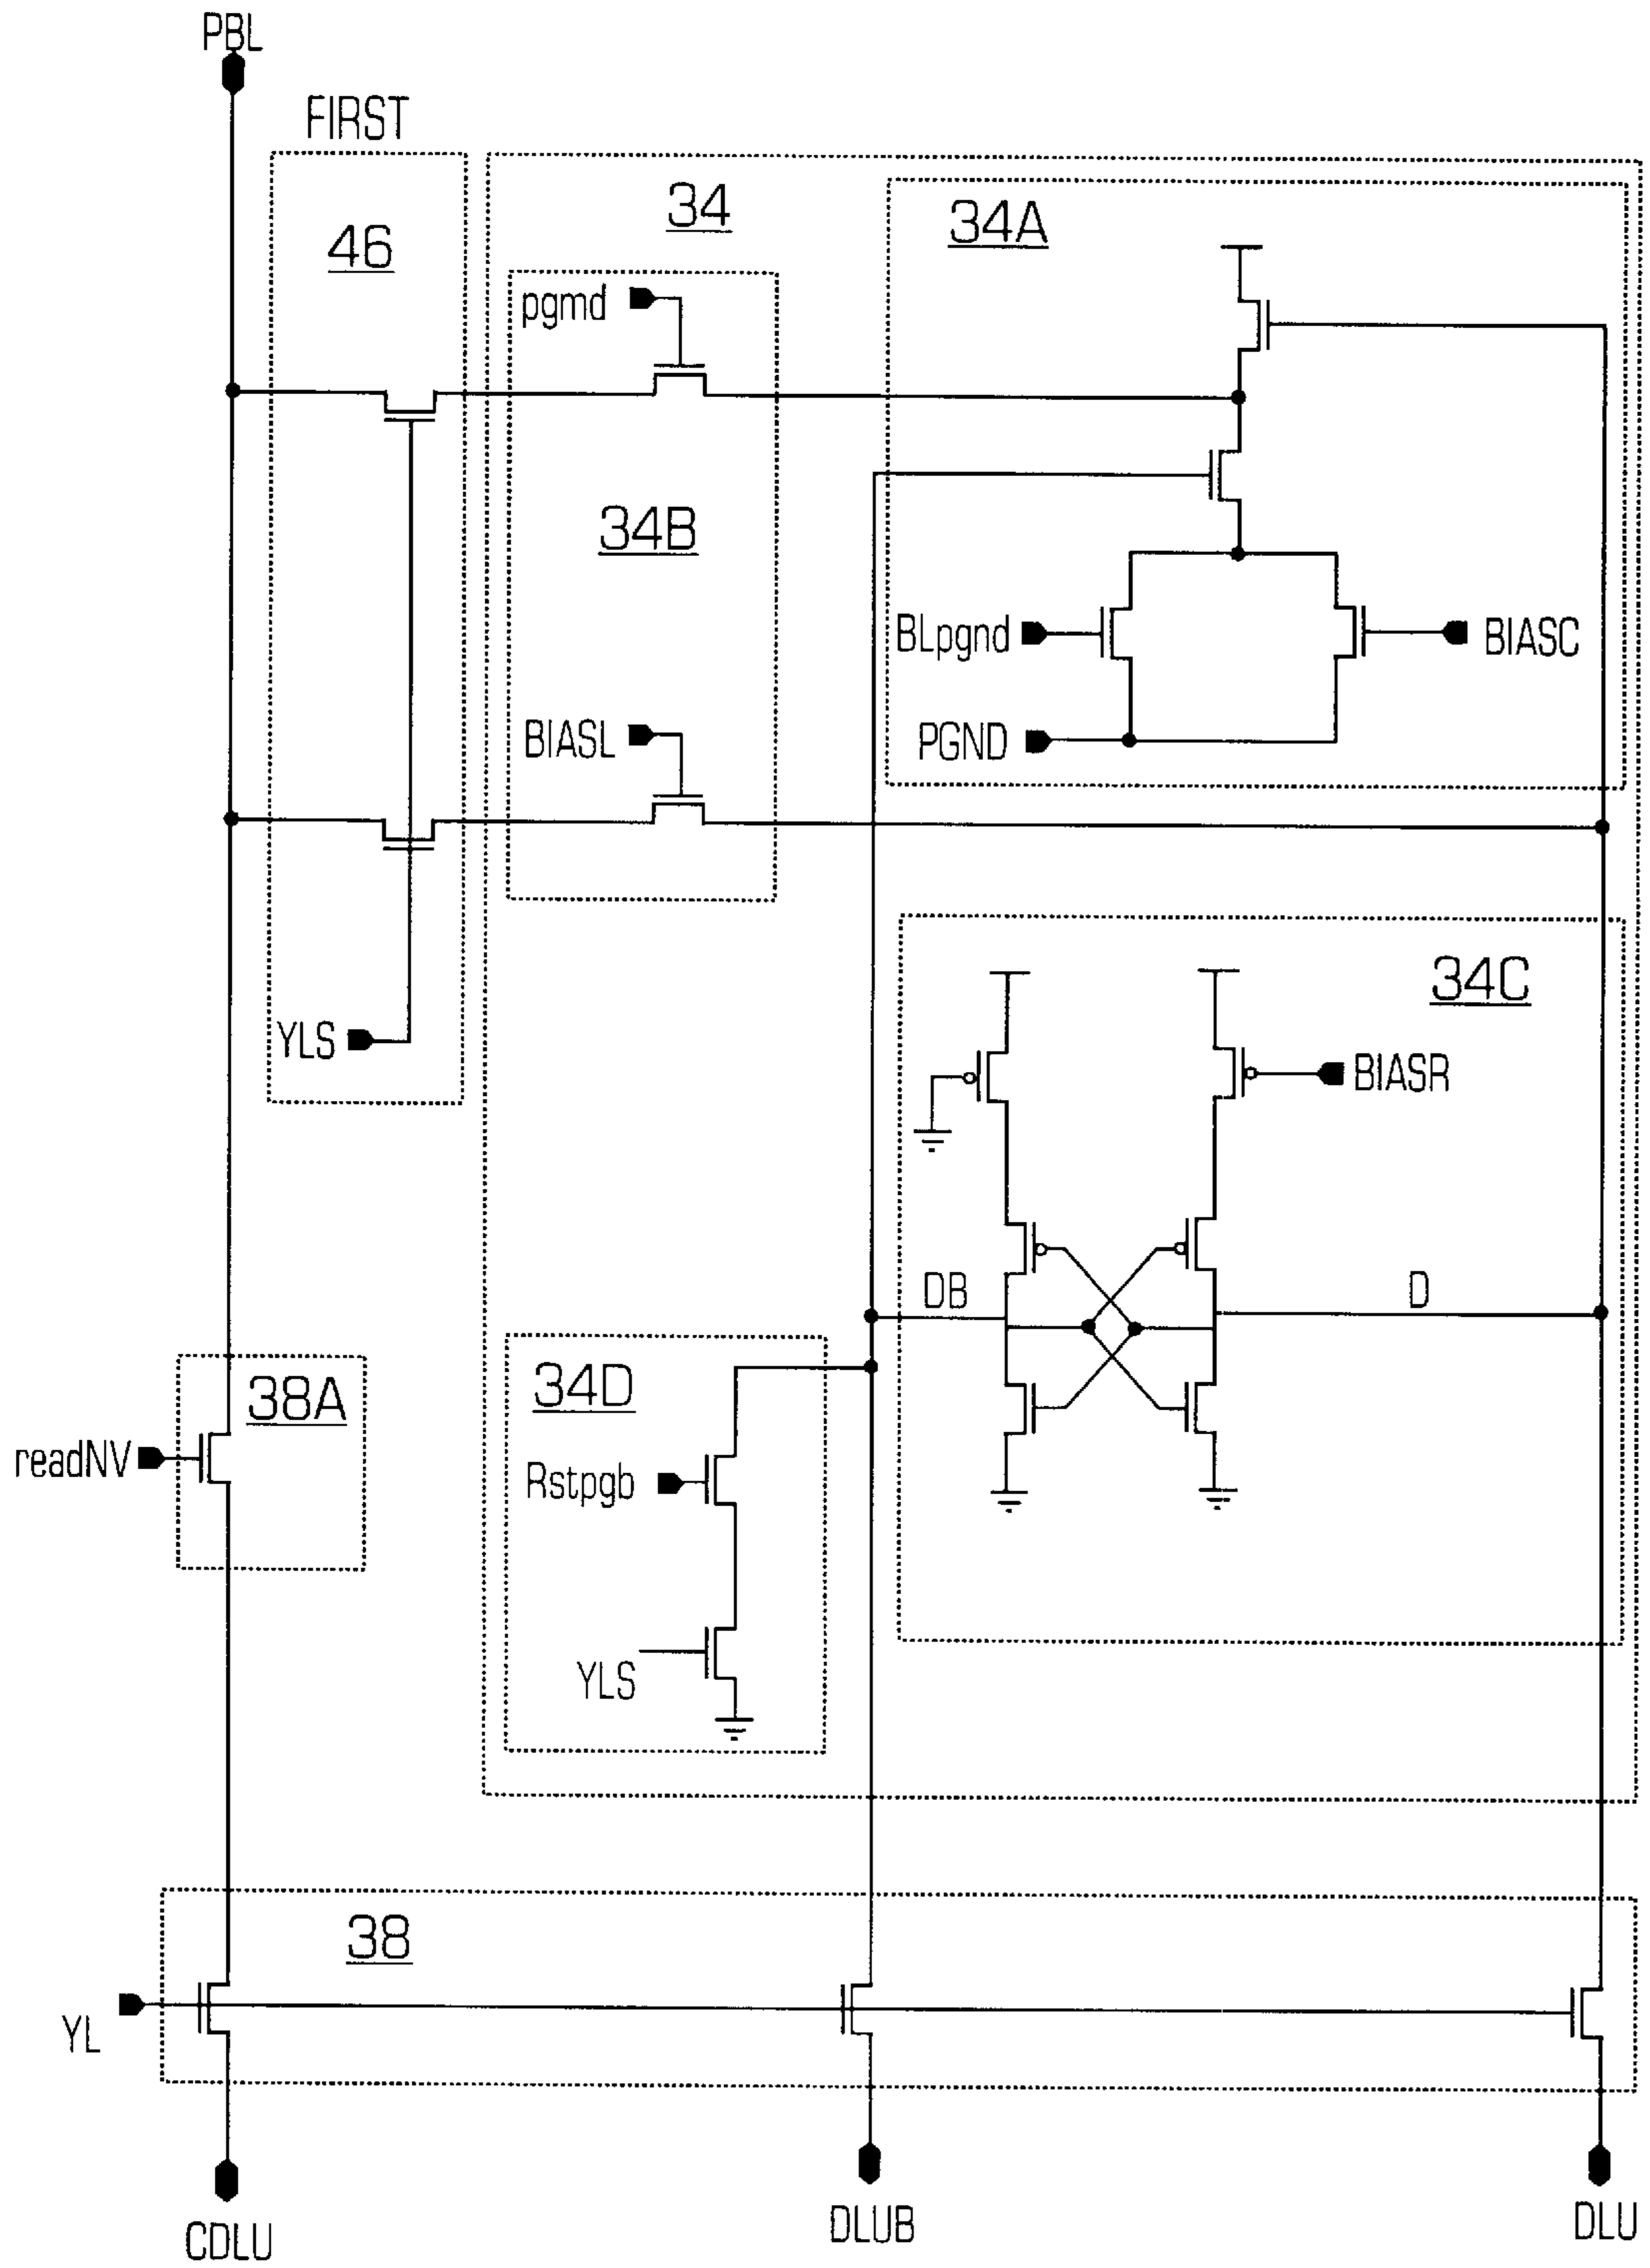 PBL
FIRST
46
34
34A
pgmd
34B
BLpgnd
BIASC
BIASL
PGND
34C
YLS
BIASR
DB
D
34D
38A
readNV
Rstpgb
YLS
38
YL
CDLU
DLUB
DLU